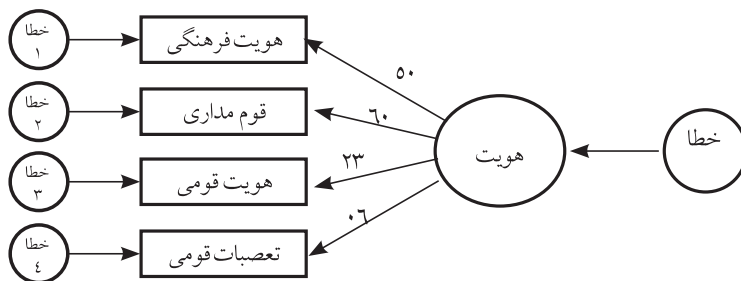 خطا
۱
هویت فرهنگی
۵۰
خطا
۲
قوم مداری
۶۰
هویت
خطا
خطا
۳
هویت قومی
۲۳
خطا
٤
تعصبات قومی
۰۶